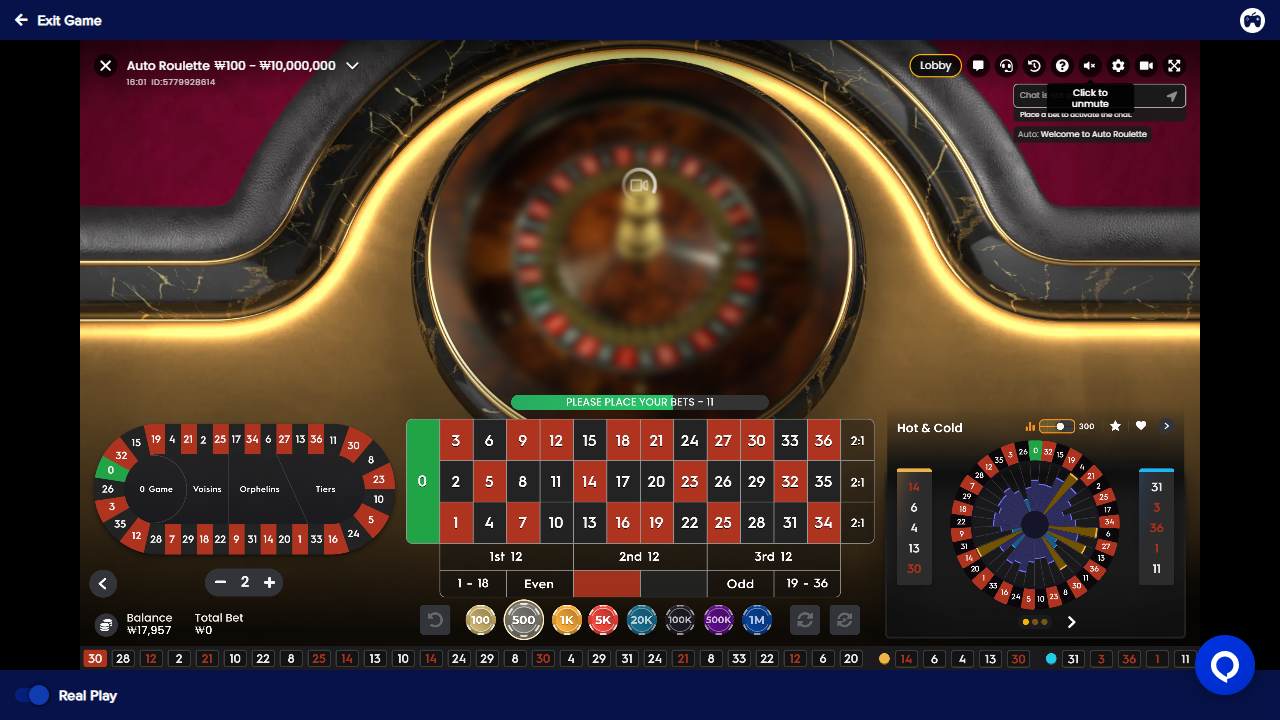 Exit Game
Auto Roulette ₩100 - ₩10,000,000
16:01 ID:5779928614
Lobby
Chat is
Click to
unmute
Place a bet to activate the chat.
Auto: Welcome to Auto Roulette
PLEASE PLACE YOUR BETS - 11
15 19 4 21 2 25 17 34 6 27 13 36 11 30
32 8
0 23
26 0 Game Voisins Orphelins Tiers 10
3 5
35 24
12 28 7 29 18 22 9 31 14 20 1 33 16
2
Balance
₩17,957
Total Bet
₩0
0
3 6 9 12 15 18 21 24 27 30 33 36 2:1
2 5 8 11 14 17 20 23 26 29 32 35 2:1
1 4 7 10 13 16 19 22 25 28 31 34 2:1
1st 12 2nd 12 3rd 12
1 - 18 Even Odd 19 - 36
100 500 1K 5K 20K 100K 500K 1M
Hot & Cold
300
14
6
4
13
30
0 32 15 19 4 21 2 25 17 34 6 27 13 36 11 30 8 23 10 5 24 16 33 1 20 14 31 9 22 18 29 7 28 12 35 3 26
31
3
36
1
11
30 28 12 2 21 10 22 8 25 14 13 10 14 24 29 8 30 4 29 31 24 21 8 33 22 12 6 20 14 6 4 13 30 31 3 36 1 11
Real Play